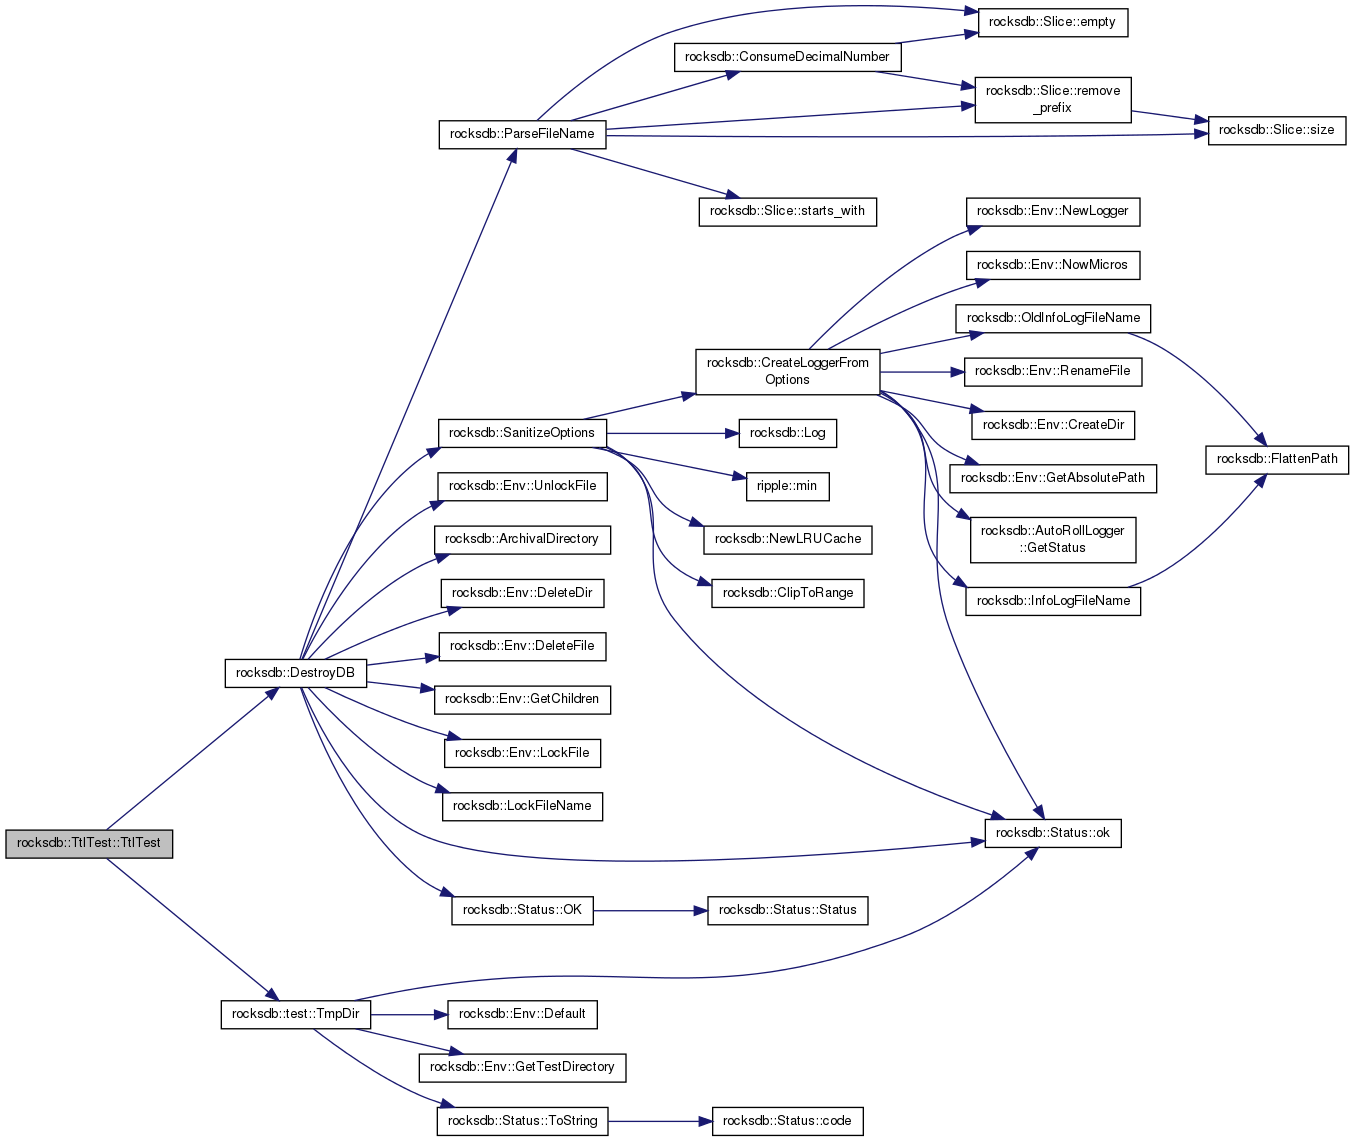 rocksdb::Slice::empty
rocksdb::ConsumeDecimalNumber
rocksdb::Slice::remove
_prefix
rocksdb::Slice::size
rocksdb::ParseFileName
rocksdb::Slice::starts_with
rocksdb::Env::NewLogger
rocksdb::Env::NowMicros
rocksdb::OldInfoLogFileName
rocksdb::CreateLoggerFrom
Options
rocksdb::Env::RenameFile
rocksdb::Env::CreateDir
rocksdb::SanitizeOptions
rocksdb::Log
rocksdb::FlattenPath
rocksdb::Env::GetAbsolutePath
rocksdb::Env::UnlockFile
ripple::min
rocksdb::AutoRollLogger
::GetStatus
rocksdb::ArchivalDirectory
rocksdb::NewLRUCache
rocksdb::Env::DeleteDir
rocksdb::ClipToRange
rocksdb::InfoLogFileName
rocksdb::Env::DeleteFile
rocksdb::DestroyDB
rocksdb::Env::GetChildren
rocksdb::Env::LockFile
rocksdb::LockFileName
rocksdb::TtlTest::TtlTest
rocksdb::Status::ok
rocksdb::Status::OK
rocksdb::Status::Status
rocksdb::test::TmpDir
rocksdb::Env::Default
rocksdb::Env::GetTestDirectory
rocksdb::Status::ToString
rocksdb::Status::code